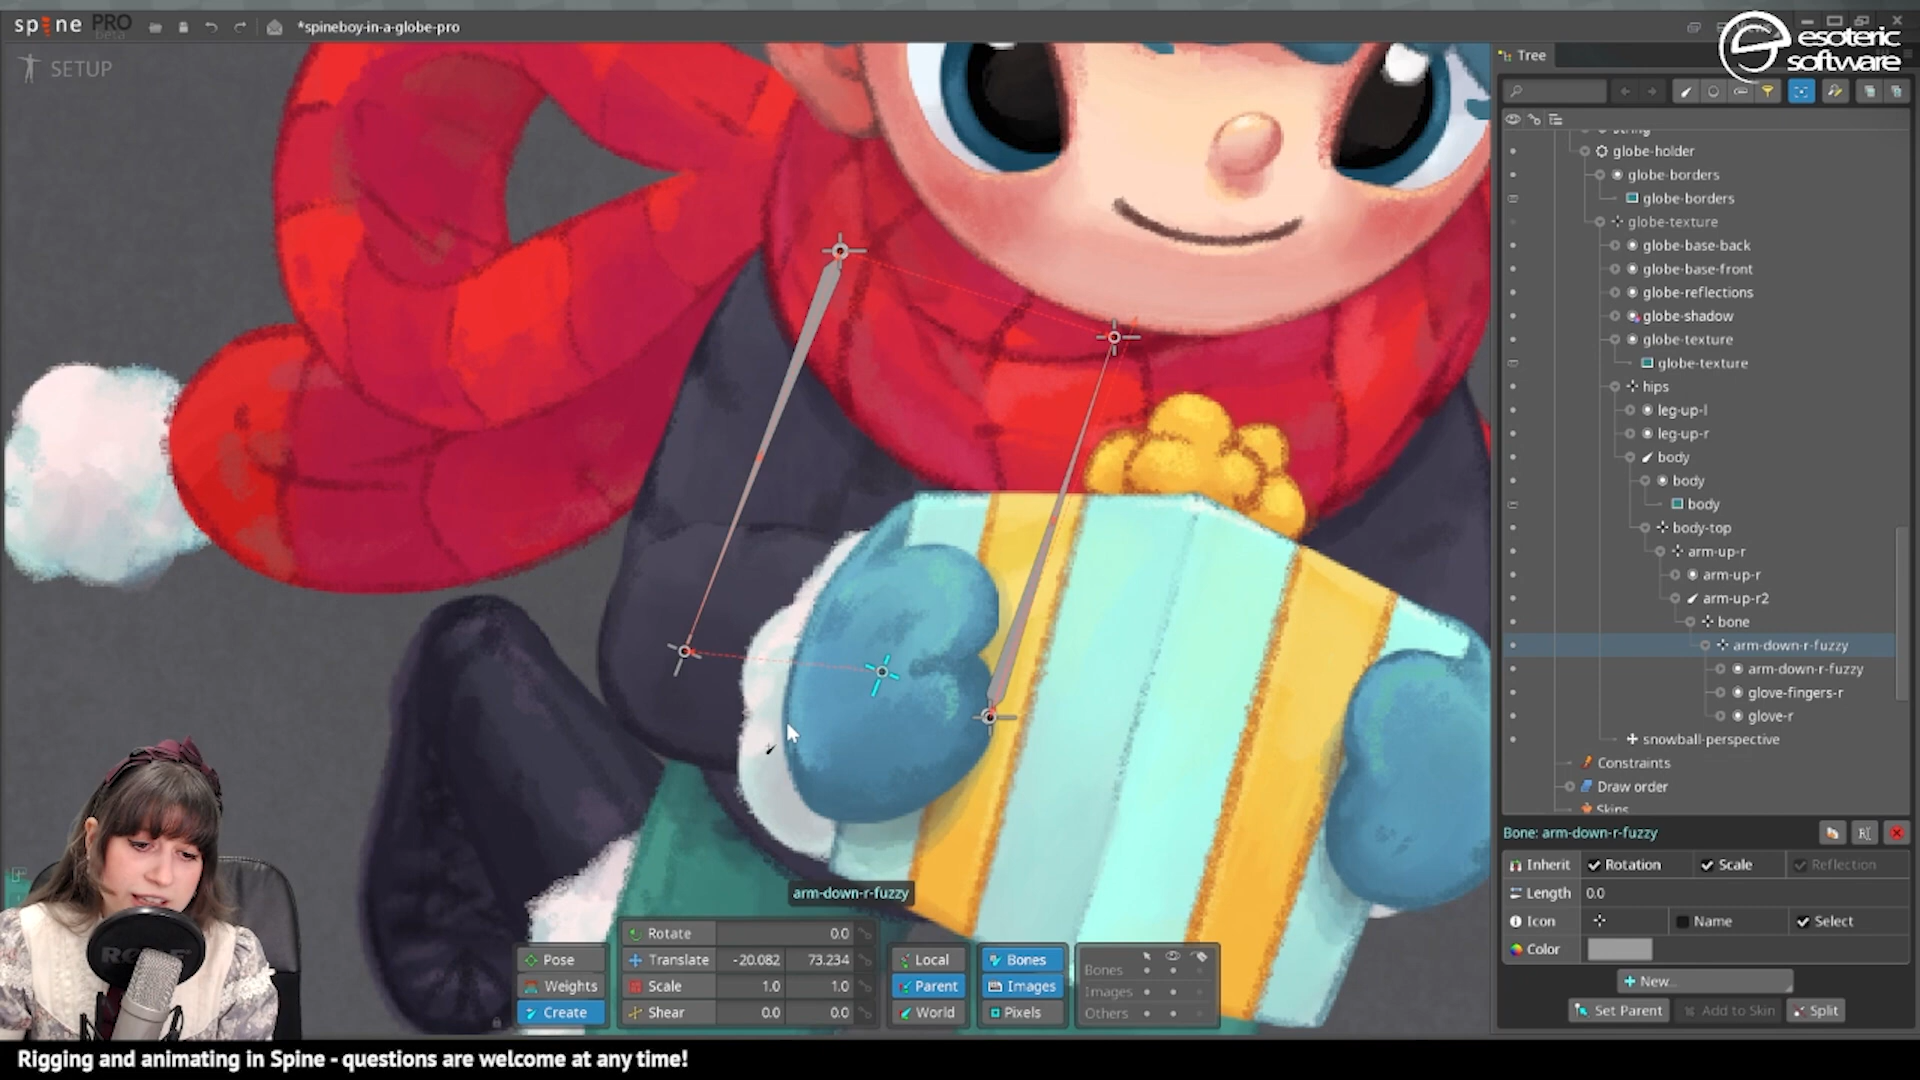 spine PRO
beta
*spineboy-in-a-globe-pro
Views
esoteric
software
SETUP
Tree
string
globe-holder
globe-borders
globe-borders
globe-texture
globe-base-back
globe-base-front
globe-reflections
globe-shadow
globe-texture
globe-texture
hips
leg-up-l
leg-up-r
body
body
body
body-top
arm-up-r
arm-up-r
arm-up-r2
bone
arm-down-r-fuzzy
arm-down-r-fuzzy
glove-fingers-r
glove-r
snowball-perspective
Constraints
Draw order
Skins
Bone: arm-down-r-fuzzy
Inherit Rotation Scale Reflection
Length 0.0
Icon Name Select
Color
New...
Set Parent Add to Skin Split
arm-down-r-fuzzy
Pose
Weights
Create
Rotate 0.0
Translate -20.082 73.234
Scale 1.0 1.0
Shear 0.0 0.0
Local
Parent
World
Bones
Images
Pixels
Bones
Images
Others
RODE
Rigging and animating in Spine - questions are welcome at any time!